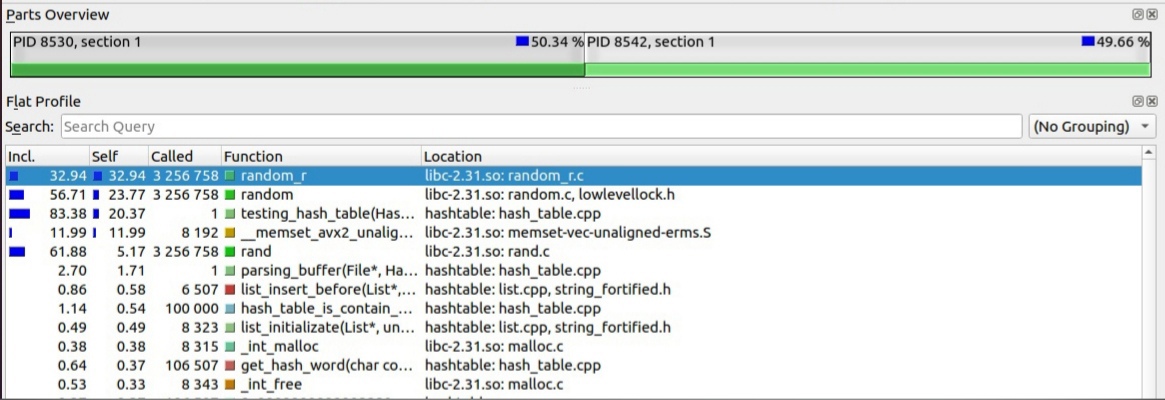 Parts Overview
PID 8530, section 1 50.34 % PID 8542, section 1 49.66 %
Flat Profile
Search: Search Query (No Grouping)
Incl. Self Called Function Location
32.94 32.94 3 256 758 random_r libc-2.31.so: random_r.c
56.71 23.77 3 256 758 random libc-2.31.so: random.c, lowlevellock.h
83.38 20.37 1 testing_hash_table(Has... hashtable: hash_table.cpp
11.99 11.99 8 192 __memset_avx2_unalig... libc-2.31.so: memset-vec-unaligned-erms.S
61.88 5.17 3 256 758 rand libc-2.31.so: rand.c
2.70 1.71 1 parsing_buffer(File*, Ha... hashtable: hash_table.cpp
0.86 0.58 6 507 list_insert_before(List*,... hashtable: list.cpp, string_fortified.h
1.14 0.54 100 000 hash_table_is_contain_... hashtable: hash_table.cpp
0.49 0.49 8 323 list_initializate(List*, un... hashtable: list.cpp, string_fortified.h
0.38 0.38 8 315 _int_malloc libc-2.31.so: malloc.c
0.64 0.37 106 507 get_hash_word(char co... hashtable: hash_table.cpp
0.53 0.33 8 343 _int_free libc-2.31.so: malloc.c